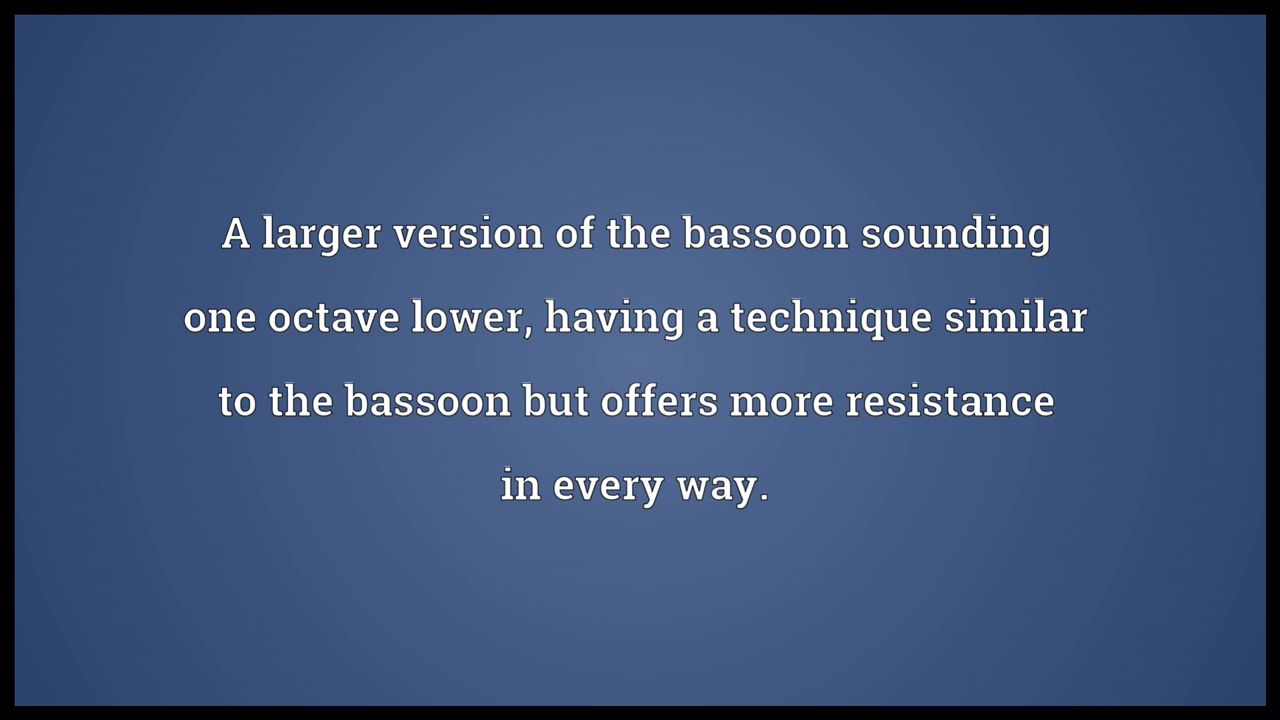 A larger version of the bassoon sounding
one octave lower, having a technique similar
to the bassoon but offers more resistance
in every way.